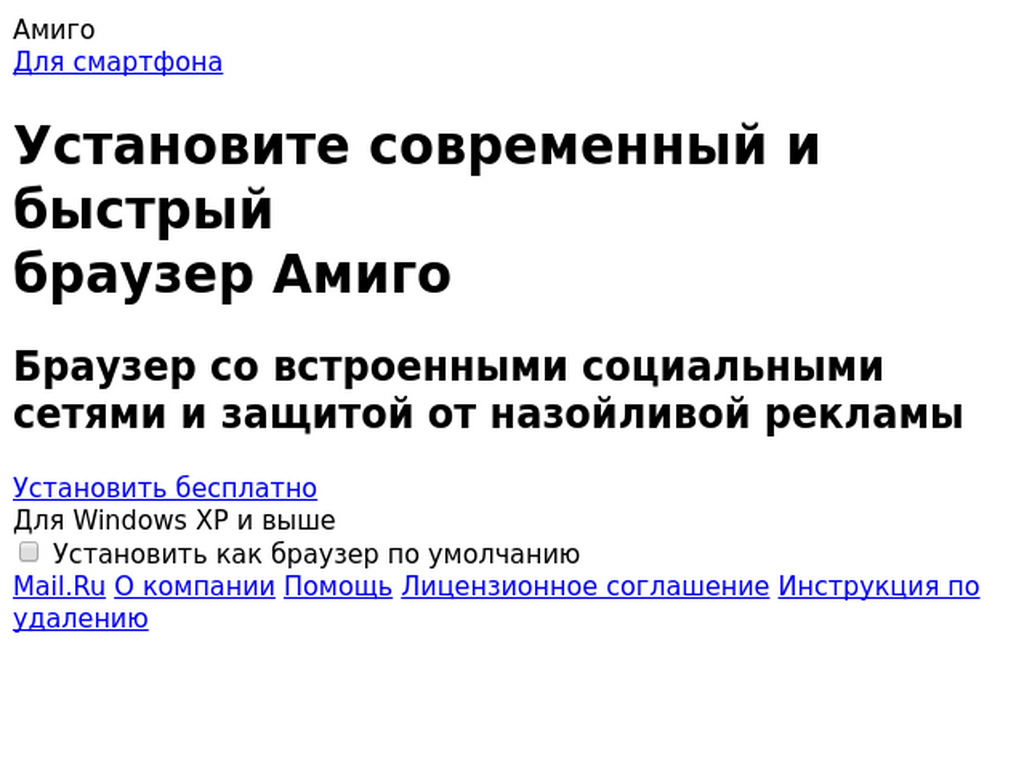 Амиго
Для смартфона
Установите современный и
быстрый
браузер Амиго
Браузер со встроенными социальными
сетями и защитой от назойливой рекламы
Установить бесплатно
Для Windows XP и выше
Установить как браузер по умолчанию
Mail.Ru О компании Помощь Лицензионное соглашение Инструкция по
удалению